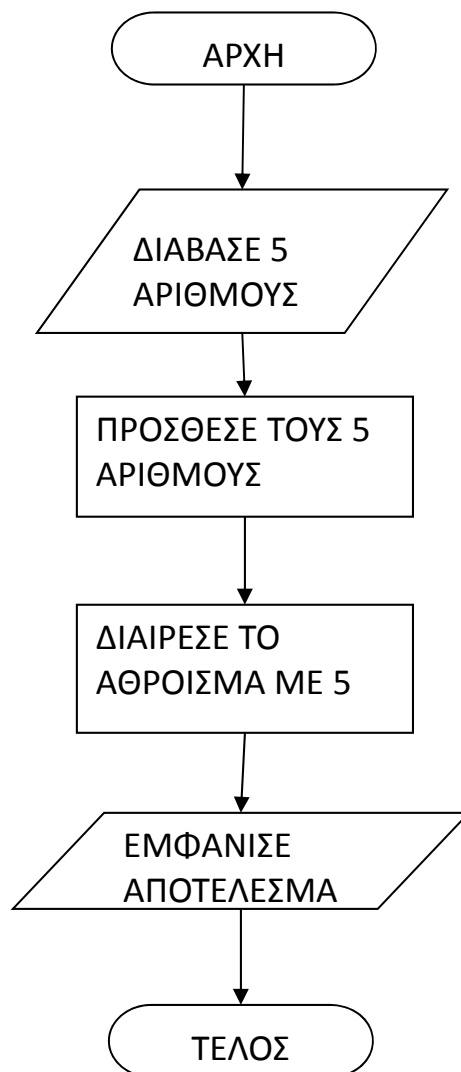 ΑΡΧΗ
ΔΙΑΒΑΣΕ 5
ΑΡΙΘΜΟΥΣ
ΠΡΟΣΘΕΣΕ ΤΟΥΣ 5
ΑΡΙΘΜΟΥΣ
ΔΙΑΙΡΕΣΕ ΤΟ
ΑΘΡΟΙΣΜΑ ΜΕ 5
ΕΜΦΑΝΙΣΕ
ΑΠΟΤΕΛΕΣΜΑ
ΤΕΛΟΣ